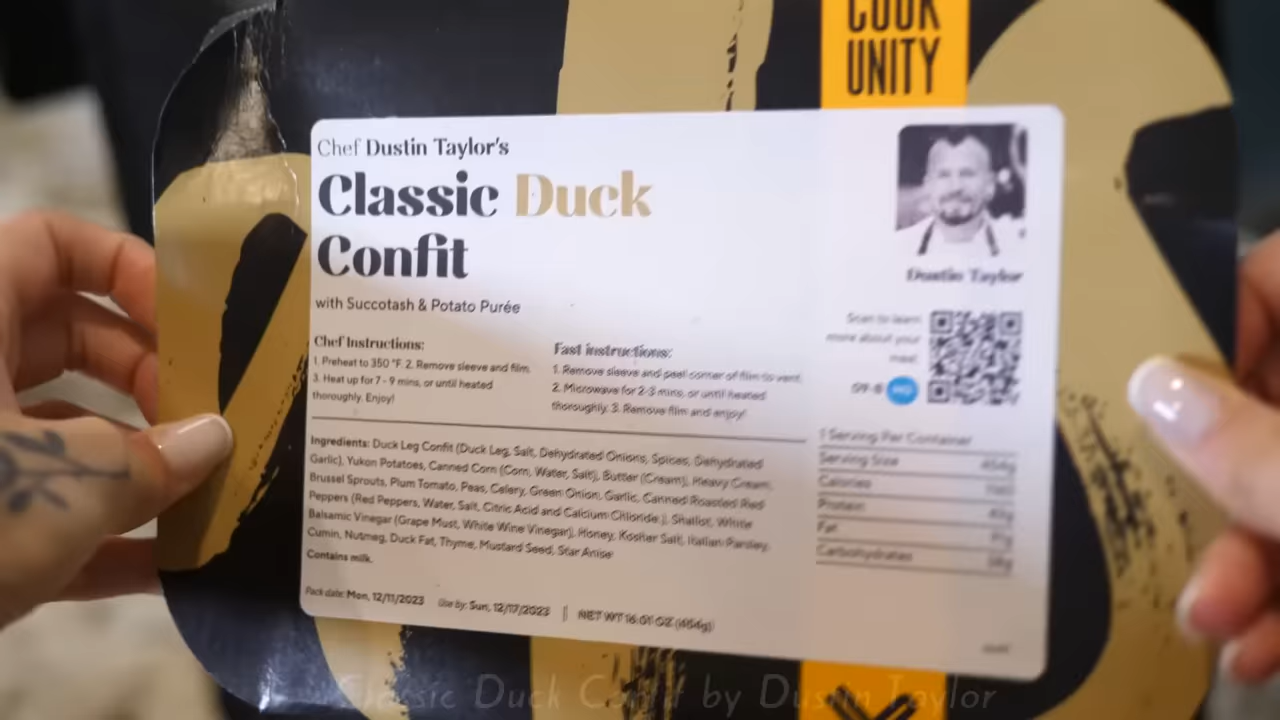 COOK
UNITY
Chef Dustin Taylor's
Classic Duck
Confit
with Succotash & Potato Purée
Chef Instructions:
1. Preheat to 350 °F. 2. Remove sleeve and film.
3. Heat up for 7 - 9 mins, or until heated
thoroughly. Enjoy!
Fast instructions:
1. Remove sleeve and peel corner of film to vent.
2. Microwave for 2-3 mins, or until heated
thoroughly. 3. Remove film and enjoy!
Dustin Taylor
Scan to learn
more about your
meal
Ingredients: Duck Leg Confit (Duck Leg, Salt, Dehydrated Onions, Spices, Dehydrated
Garlic), Yukon Potatoes, Canned Corn (Corn, Water, Salt), Butter (Cream), Heavy Cream,
Brussel Sprouts, Plum Tomato, Peas, Celery, Green Onion, Garlic, Canned Roasted Red
Peppers (Red Peppers, Water, Salt, Citric Acid and Calcium Chloride ), Shallot, White
Balsamic Vinegar (Grape Must, White Wine Vinegar), Honey, Kosher Salt, Italian Parsley,
Cumin, Nutmeg, Duck Fat, Thyme, Mustard Seed, Star Anise
Contains milk.
1 Serving Per Container
Serving Size 454g
Calories
Protein
Fat
Carbohydrates
Pack date: Mon, 12/11/2023 Use by: Sun, 12/17/2023 | NET WT 16.01 OZ (454g)
Classic Duck Confit by Dustin Taylor